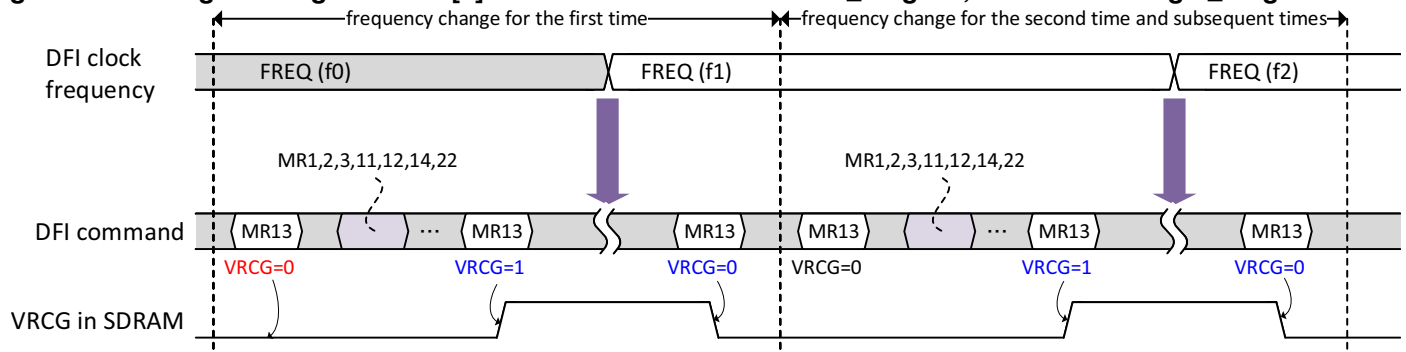 frequency change for the first time
frequency change for the second time and subsequent times
DFI clock
frequency
FREQ (f0)
FREQ (f1)
FREQ (f2)
MR1,2,3,11,12,14,22
MR1,2,3,11,12,14,22
DFI command
MR13
...
MR13
MR13
MR13
...
MR13
MR13
VRCG=0
VRCG=1
VRCG=0
VRCG=0
VRCG=1
VRCG=0
VRCG in SDRAM